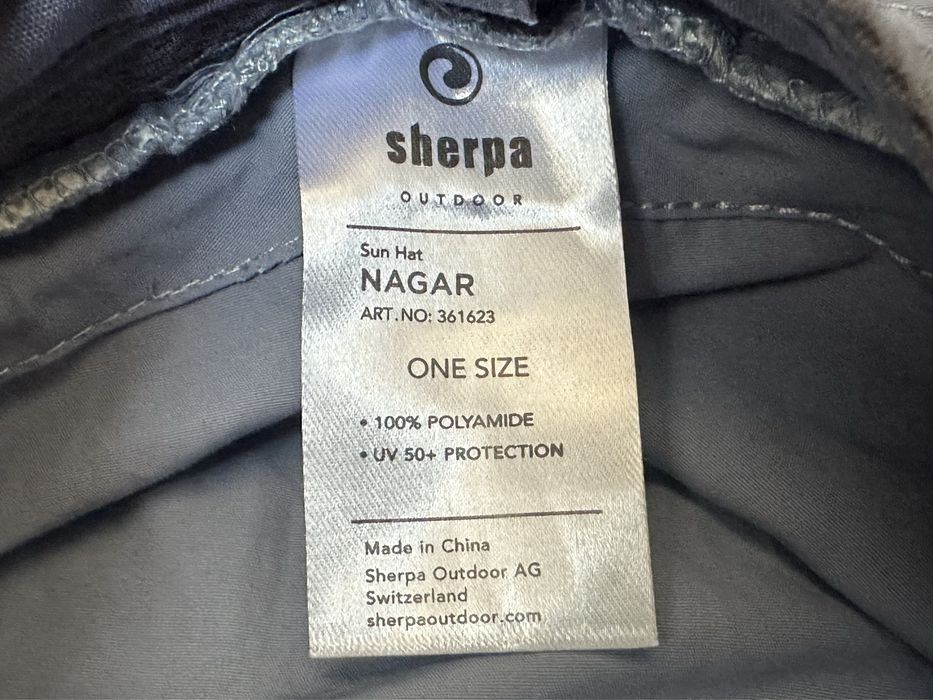 sherpa
OUTDOOR
Sun Hat
NAGAR
ART.NO: 361623
ONE SIZE
• 100% POLYAMIDE
• UV 50+ PROTECTION
Made in China
Sherpa Outdoor AG
Switzerland
sherpaoutdoor.com